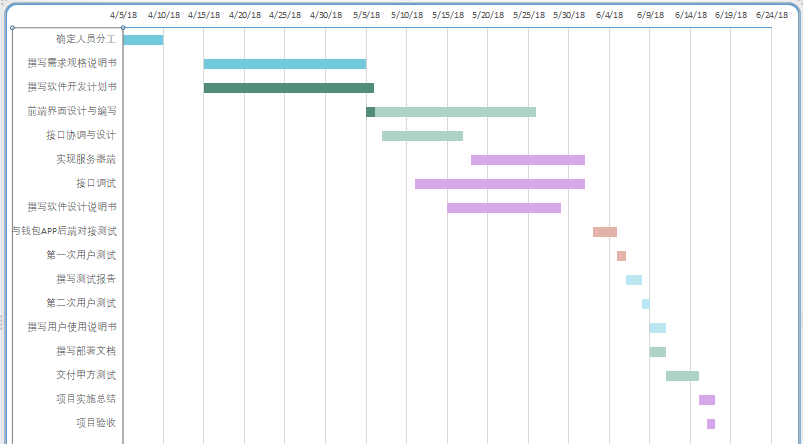 4/5/18 4/10/18 4/15/18 4/20/18 4/25/18 4/30/18 5/5/18 5/10/18 5/15/18 5/20/18 5/25/18 5/30/18 6/4/18 6/9/18 6/14/18 6/19/18 6/24/18
确定人员分工
撰写需求规格说明书
撰写软件开发计划书
前端界面设计与编写
接口协调与设计
实现服务器端
接口调试
撰写软件设计说明书
与钱包APP后端对接测试
第一次用户测试
撰写测试报告
第二次用户测试
撰写用户使用说明书
撰写部署文档
交付甲方测试
项目实施总结
项目验收